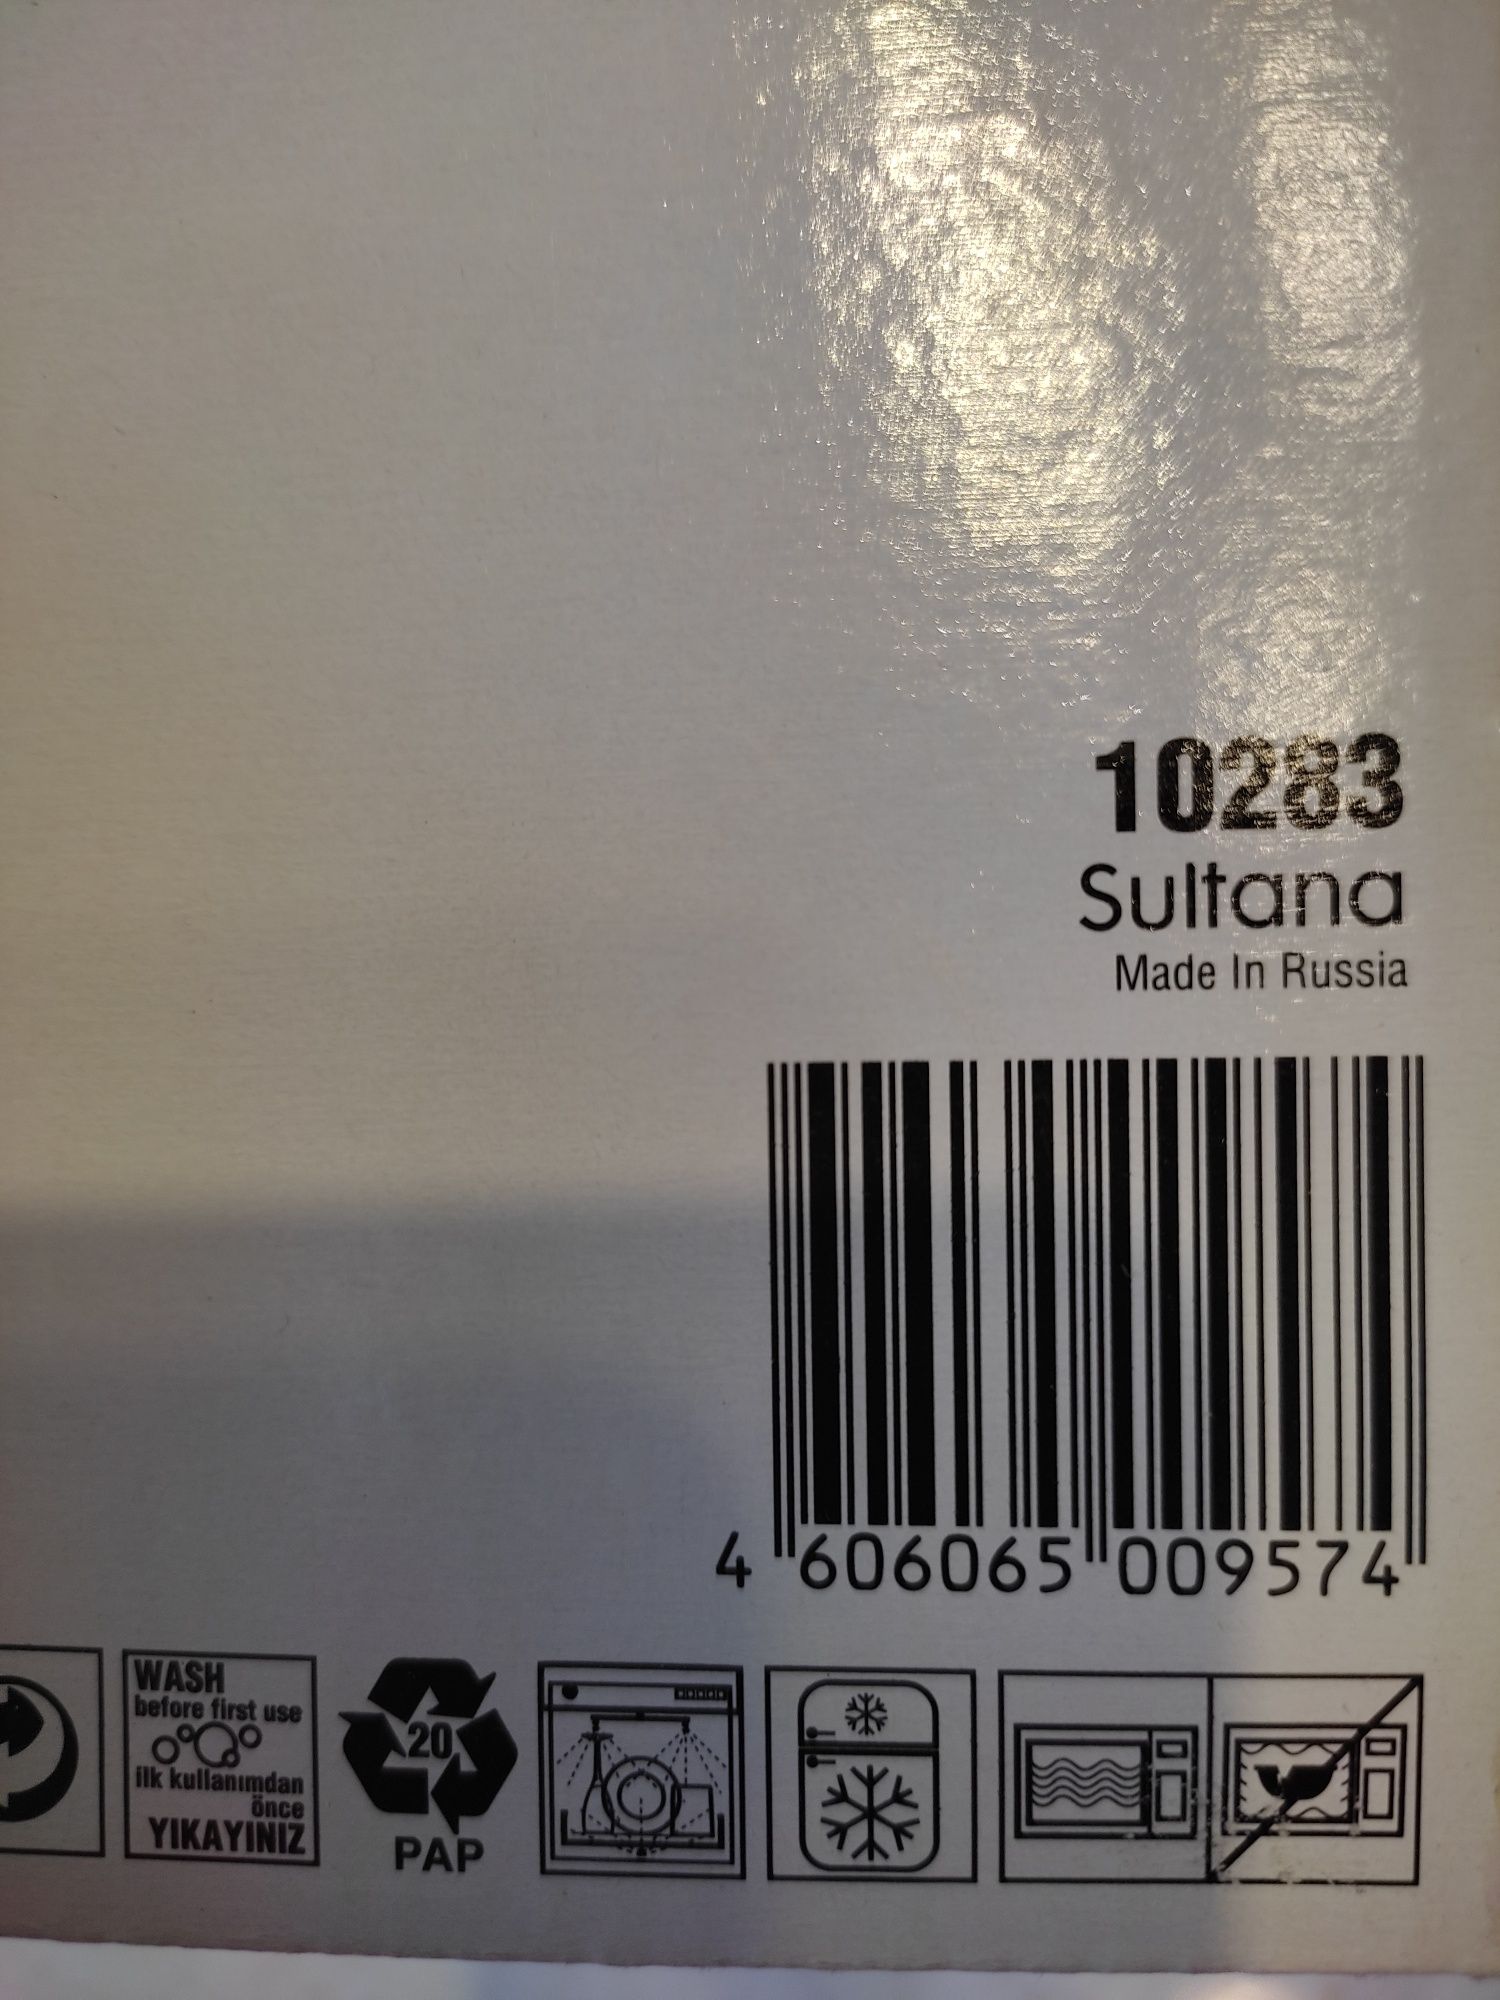 10283
Sultana
Made In Russia
4 606065 009574
WASH
before first use
ilk kullanımdan
önce
YIKAYINIZ
20
PAP